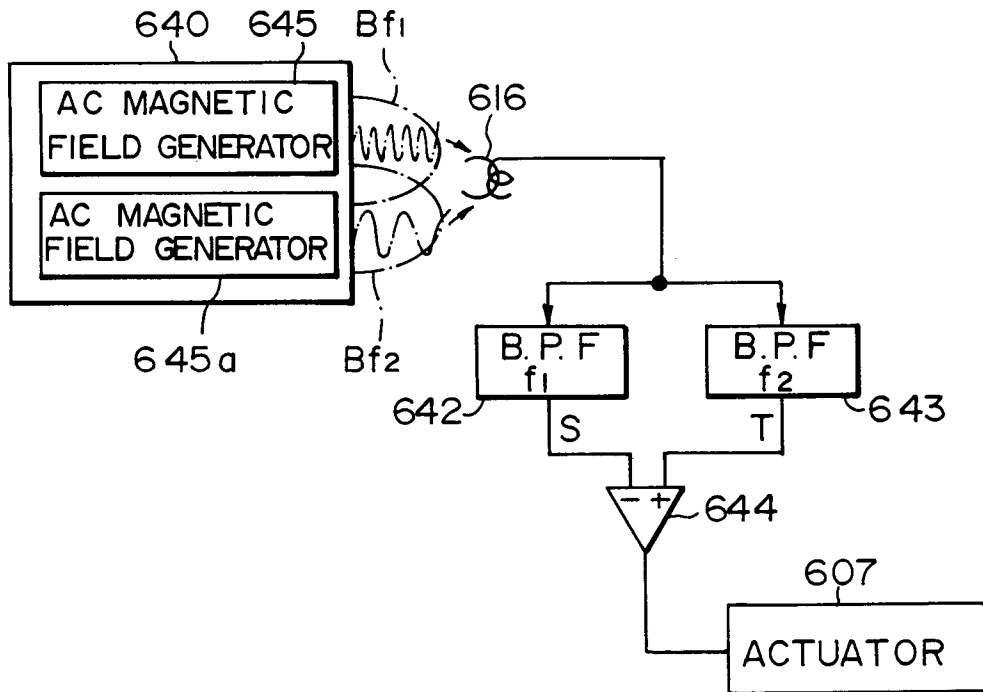 640
645
Bf1
AC MAGNETIC
FIELD GENERATOR
616
AC MAGNETIC
FIELD GENERATOR
645a
Bf2
B.P.F
f1
B.P.F
f2
642
643
S
T
- +
644
607
ACTUATOR